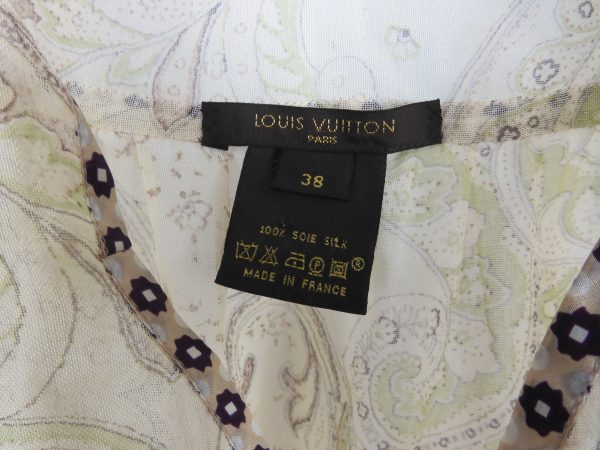 LOUIS VUITTON
PARIS
38
100% SOIE SILK
®
MADE IN FRANCE